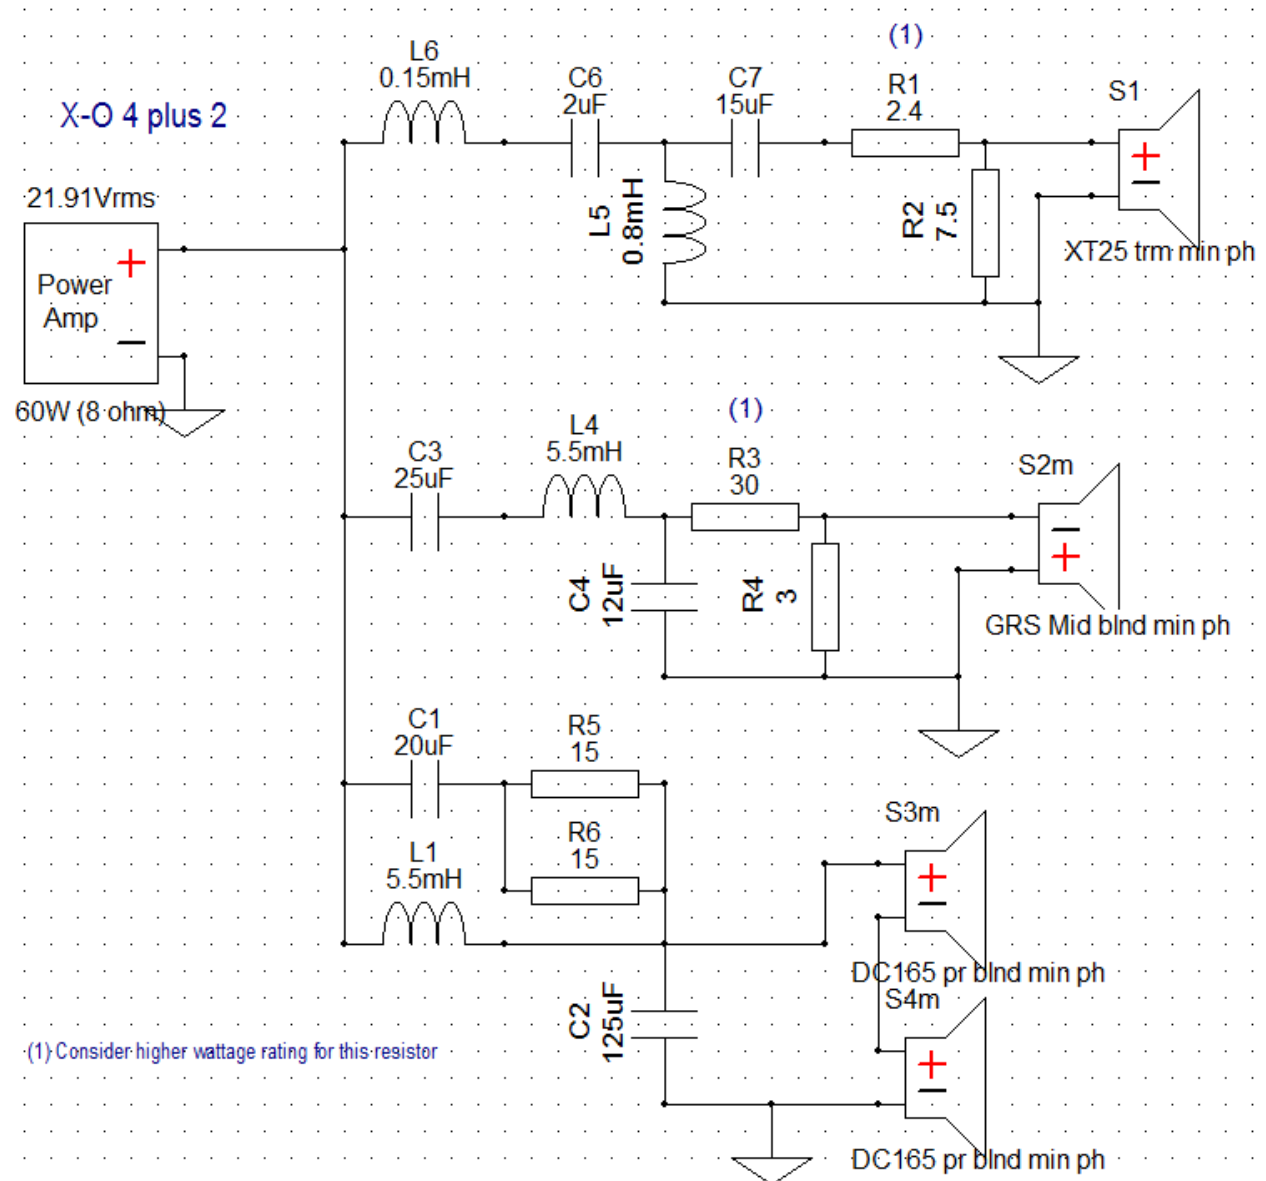 (1)
L6
0.15mH
C6
2uF
C7
15uF
R1
2.4
S1
X-O 4 plus 2
+
−
21.91Vrms
L5
0.8mH
R2
7.5
XT25 trm min ph
Power
Amp
+
−
60W (8 ohm)
(1)
C3
25uF
L4
5.5mH
R3
30
S2m
−
+
C4
12uF
R4
3
GRS Mid blnd min ph
C1
20uF
R5
15
R6
15
L1
5.5mH
S3m
+
−
DC165 pr blnd min ph
S4m
C2
125uF
+
−
(1) Consider higher wattage rating for this resistor
DC165 pr blnd min ph